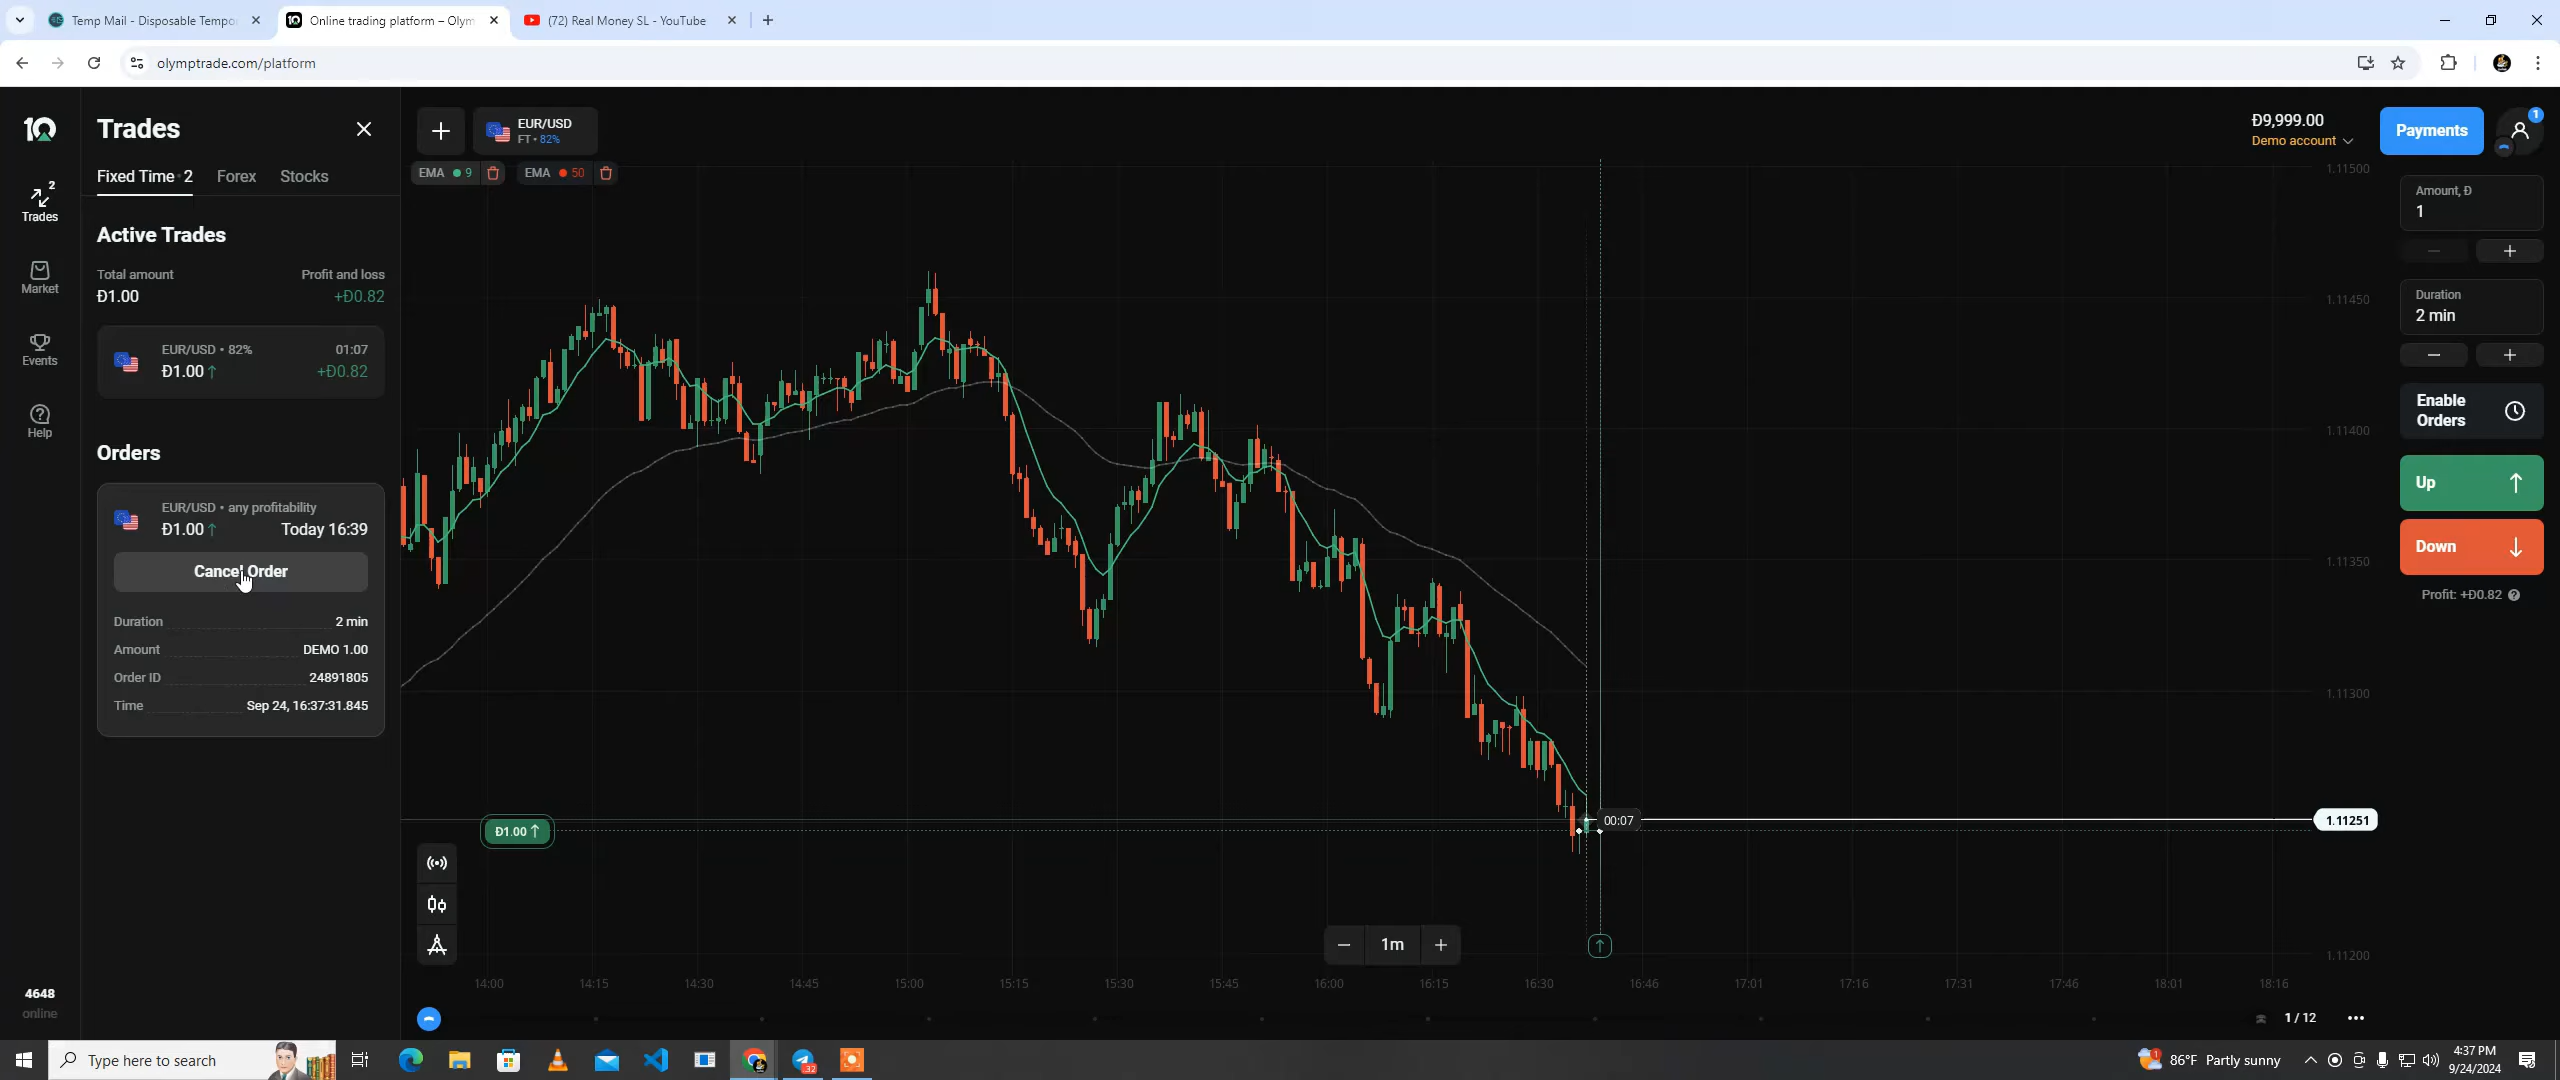 Temp Mail - Disposable Tempo
Online trading platform – Olym
(72) Real Money SL - YouTube
olymptrade.com/platform
Trades
Fixed Time · 2
Forex
Stocks
EUR/USD
FT • 82%
EMA 9
EMA 50
Đ9,999.00
Demo account
Payments
1
2
Trades
Market
Events
Help
Active Trades
Total amount
Profit and loss
Đ1.00
+Đ0.82
EUR/USD • 82%
01:07
Đ1.00 ↑
+Đ0.82
Orders
EUR/USD • any profitability
Đ1.00 ↑
Today 16:39
Cancel Order
Duration
2 min
Amount
DEMO 1.00
Order ID
24891805
Time
Sep 24, 16:37:31.845
4648
online
Đ1.00 ↑
00:07
1.11500
1.11450
1.11400
1.11350
1.11300
1.11251
1.11200
1m
14:00
14:15
14:30
14:45
15:00
15:15
15:30
15:45
16:00
16:15
16:30
16:46
17:01
17:16
17:31
17:46
18:01
18:16
1 / 12
Amount, Đ
1
Duration
2 min
Enable
Orders
Up
Down
Profit: +Đ0.82
Type here to search
32
86°F Partly sunny
4:37 PM
9/24/2024